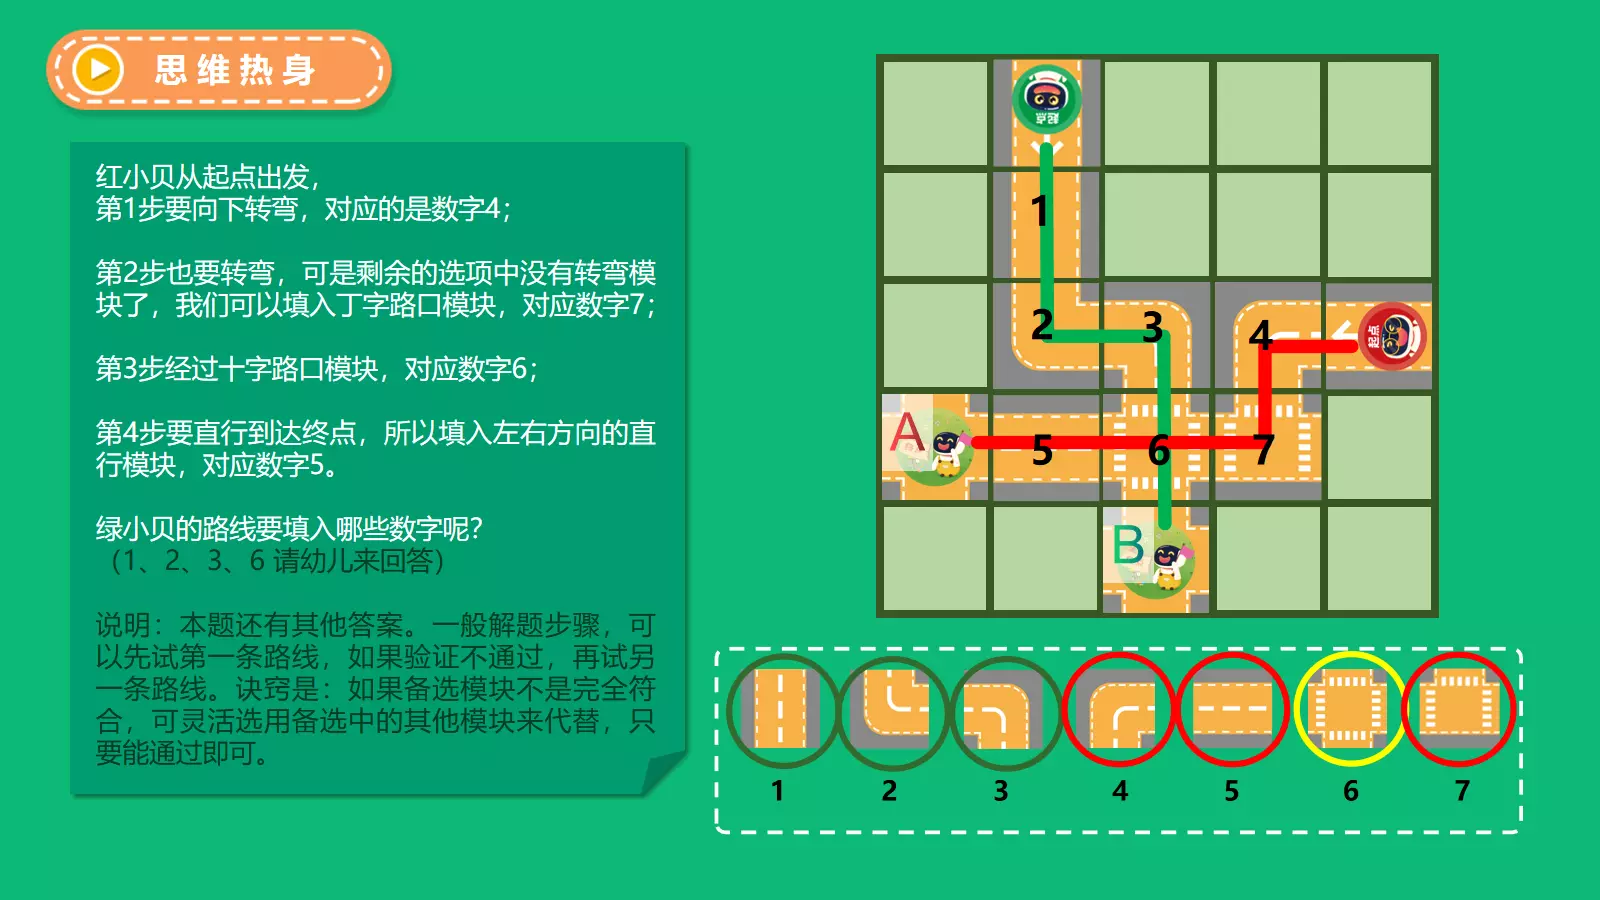 思维热身
红小贝从起点出发，
第1步要向下转弯，对应的是数字4；
第2步也要转弯，可是剩余的选项中没有转弯模
块了，我们可以填入丁字路口模块，对应数字7；
第3步经过十字路口模块，对应数字6；
第4步要直行到达终点，所以填入左右方向的直
行模块，对应数字5。
绿小贝的路线要填入哪些数字呢？
（1、2、3、6 请幼儿来回答）
说明：本题还有其他答案。一般解题步骤，可
以先试第一条路线，如果验证不通过，再试另
一条路线。诀窍是：如果备选模块不是完全符
合，可灵活选用备选中的其他模块来代替，只
要能通过即可。
起点
1
2
3
4
起点
A
5
6
7
B
1
2
3
4
5
6
7